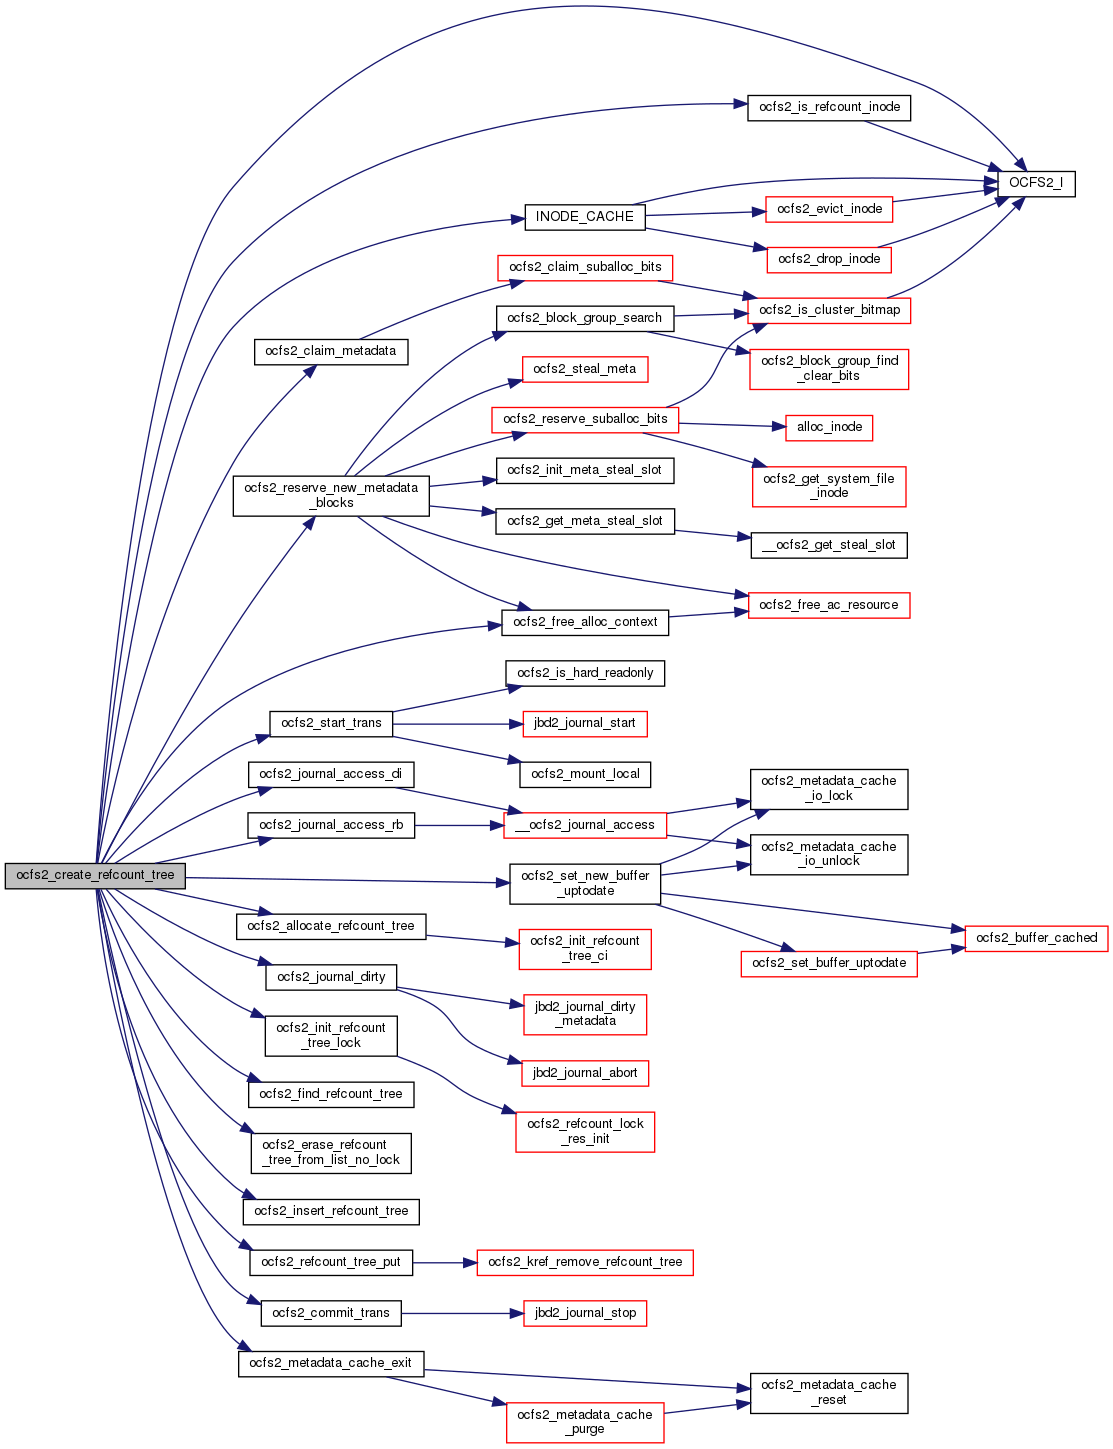 ocfs2_is_refcount_inode
OCFS2_I
INODE_CACHE
ocfs2_evict_inode
ocfs2_drop_inode
ocfs2_claim_suballoc_bits
ocfs2_is_cluster_bitmap
ocfs2_block_group_search
ocfs2_claim_metadata
ocfs2_block_group_find
_clear_bits
ocfs2_steal_meta
ocfs2_reserve_suballoc_bits
alloc_inode
ocfs2_init_meta_steal_slot
ocfs2_get_system_file
_inode
ocfs2_reserve_new_metadata
_blocks
ocfs2_get_meta_steal_slot
__ocfs2_get_steal_slot
ocfs2_free_ac_resource
ocfs2_free_alloc_context
ocfs2_is_hard_readonly
ocfs2_start_trans
jbd2_journal_start
ocfs2_journal_access_di
ocfs2_mount_local
ocfs2_metadata_cache
_io_lock
ocfs2_journal_access_rb
__ocfs2_journal_access
ocfs2_metadata_cache
_io_unlock
ocfs2_create_refcount_tree
ocfs2_set_new_buffer
_uptodate
ocfs2_allocate_refcount_tree
ocfs2_buffer_cached
ocfs2_init_refcount
_tree_ci
ocfs2_set_buffer_uptodate
ocfs2_journal_dirty
jbd2_journal_dirty
_metadata
ocfs2_init_refcount
_tree_lock
jbd2_journal_abort
ocfs2_find_refcount_tree
ocfs2_refcount_lock
_res_init
ocfs2_erase_refcount
_tree_from_list_no_lock
ocfs2_insert_refcount_tree
ocfs2_refcount_tree_put
ocfs2_kref_remove_refcount_tree
ocfs2_commit_trans
jbd2_journal_stop
ocfs2_metadata_cache_exit
ocfs2_metadata_cache
_reset
ocfs2_metadata_cache
_purge